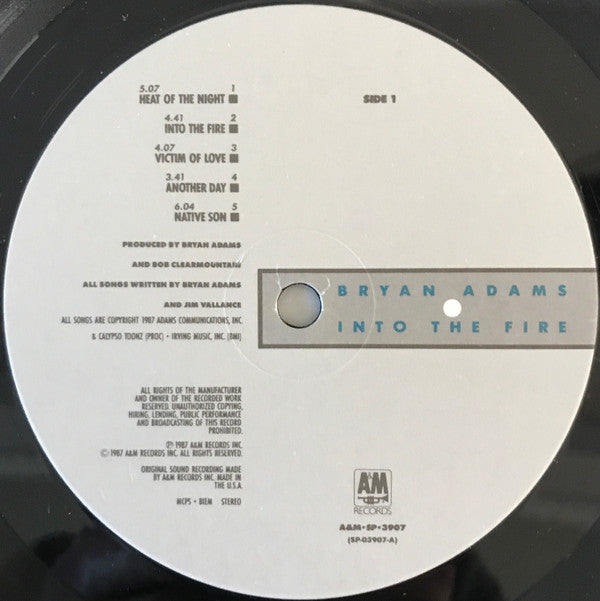 5.07 1
HEAT OF THE NIGHT
4.41 2
INTO THE FIRE
4.07 3
VICTIM OF LOVE
3.41 4
ANOTHER DAY
6.04 5
NATIVE SON
SIDE 1
PRODUCED BY BRYAN ADAMS
AND BOB CLEARMOUNTAIN
ALL SONGS WRITTEN BY BRYAN ADAMS
AND JIM VALLANCE
ALL SONGS ARE COPYRIGHT 1987 ADAMS COMMUNICATIONS, INC.
& CALYPSO TOONZ (PROC) • IRVING MUSIC, INC. (BMI)
BRYAN ADAMS
INTO THE FIRE
ALL RIGHTS OF THE MANUFACTURER
AND OWNER OF THE RECORDED WORK
RESERVED. UNAUTHORIZED COPYING,
HIRING, LENDING, PUBLIC PERFORMANCE
AND BROADCASTING OF THIS RECORD
PROHIBITED.
℗ 1987 A&M RECORDS INC.
© 1987 A&M RECORDS INC. ALL RIGHTS RESERVED.
ORIGINAL SOUND RECORDING MADE
BY A&M RECORDS INC. MADE IN
THE U.S.A.
MCPS • BIEM STEREO
A&M
RECORDS
A&M•SP•3907
(SP-03907-A)